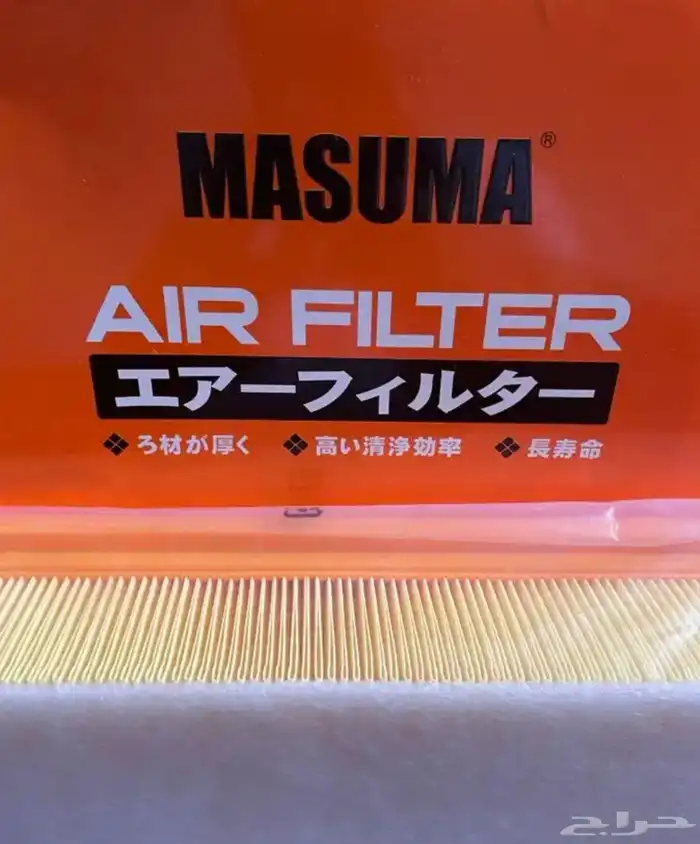 MASUMA®
AIR FILTER
エアーフィルター
❖ ろ材が厚く ❖ 高い清浄効率 ❖ 長寿命
حراج